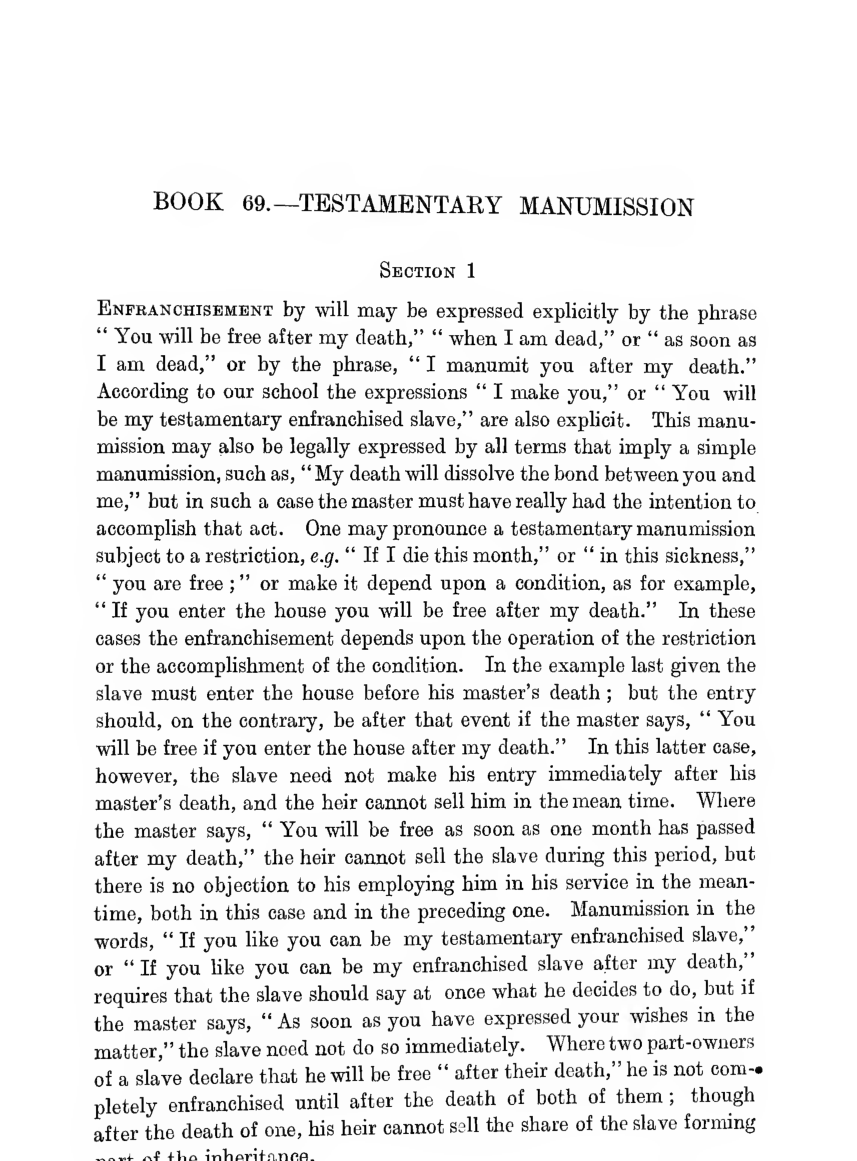 BOOK 69.—TESTAMENTARY MANUMISSION
SECTION 1
ENFRANCHISEMENT by will may be expressed explicitly by the phrase
“ You will be free after my death,” “ when I am dead,” or “ as soon as
I am dead,” or by the phrase, “ I manumit you after my death.”
According to our school the expressions “ I make you,” or “ You will
be my testamentary enfranchised slave,” are also explicit. This manu-
mission may also be legally expressed by all terms that imply a simple
manumission, such as, “ My death will dissolve the bond between you and
me,” but in such a case the master must have really had the intention to
accomplish that act. One may pronounce a testamentary manumission
subject to a restriction, e.g. “ If I die this month,” or “ in this sickness,”
“ you are free ; ” or make it depend upon a condition, as for example,
“ If you enter the house you will be free after my death.” In these
cases the enfranchisement depends upon the operation of the restriction
or the accomplishment of the condition. In the example last given the
slave must enter the house before his master’s death ; but the entry
should, on the contrary, be after that event if the master says, “ You
will be free if you enter the house after my death.” In this latter case,
however, the slave need not make his entry immediately after his
master’s death, and the heir cannot sell him in the mean time. Where
the master says, “ You will be free as soon as one month has passed
after my death,” the heir cannot sell the slave during this period, but
there is no objection to his employing him in his service in the mean-
time, both in this case and in the preceding one. Manumission in the
words, “ If you like you can be my testamentary enfranchised slave,”
or “ If you like you can be my enfranchised slave after my death,”
requires that the slave should say at once what he decides to do, but if
the master says, “ As soon as you have expressed your wishes in the
matter,” the slave need not do so immediately. Where two part-owners
of a slave declare that he will be free “ after their death,” he is not com-
pletely enfranchised until after the death of both of them ; though
after the death of one, his heir cannot sell the share of the slave forming
part of the inheritance.